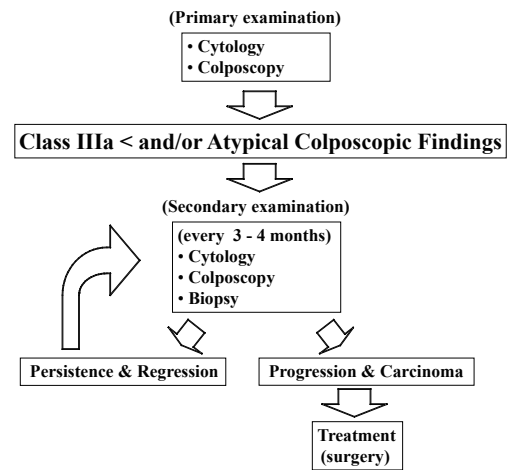 (Primary examination)
• Cytology
• Colposcopy
Class IIIa < and/or Atypical Colposcopic Findings
(Secondary examination)
(every 3 - 4 months)
• Cytology
• Colposcopy
• Biopsy
Persistence & Regression
Progression & Carcinoma
Treatment
(surgery)